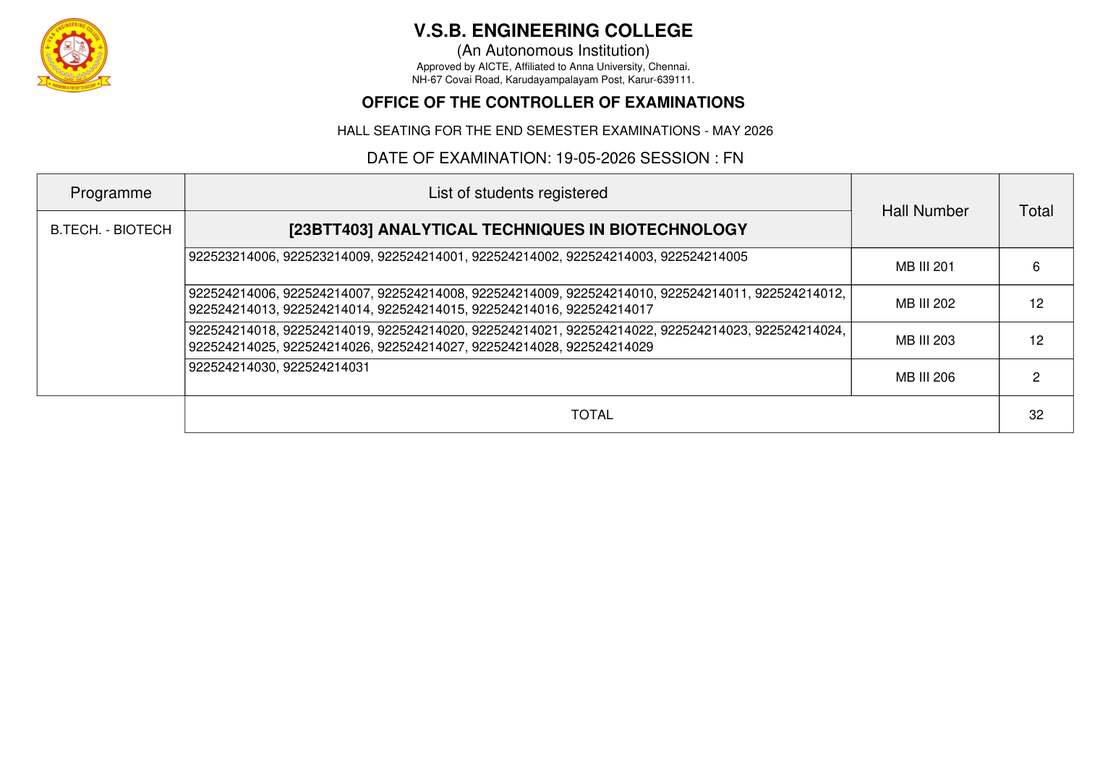 V.S.B. ENGINEERING COLLEGE
(An Autonomous Institution)
Approved by AICTE, Affiliated to Anna University, Chennai.
NH-67 Covai Road, Karudayampalayam Post, Karur-639111.
OFFICE OF THE CONTROLLER OF EXAMINATIONS
HALL SEATING FOR THE END SEMESTER EXAMINATIONS - MAY 2026
DATE OF EXAMINATION: 19-05-2026 SESSION : FN
Programme List of students registered Hall Number Total
B.TECH. - BIOTECH [23BTT403] ANALYTICAL TECHNIQUES IN BIOTECHNOLOGY
922523214006, 922523214009, 922524214001, 922524214002, 922524214003, 922524214005 MB III 201 6
922524214006, 922524214007, 922524214008, 922524214009, 922524214010, 922524214011, 922524214012,
922524214013, 922524214014, 922524214015, 922524214016, 922524214017 MB III 202 12
922524214018, 922524214019, 922524214020, 922524214021, 922524214022, 922524214023, 922524214024,
922524214025, 922524214026, 922524214027, 922524214028, 922524214029 MB III 203 12
922524214030, 922524214031 MB III 206 2
TOTAL 32